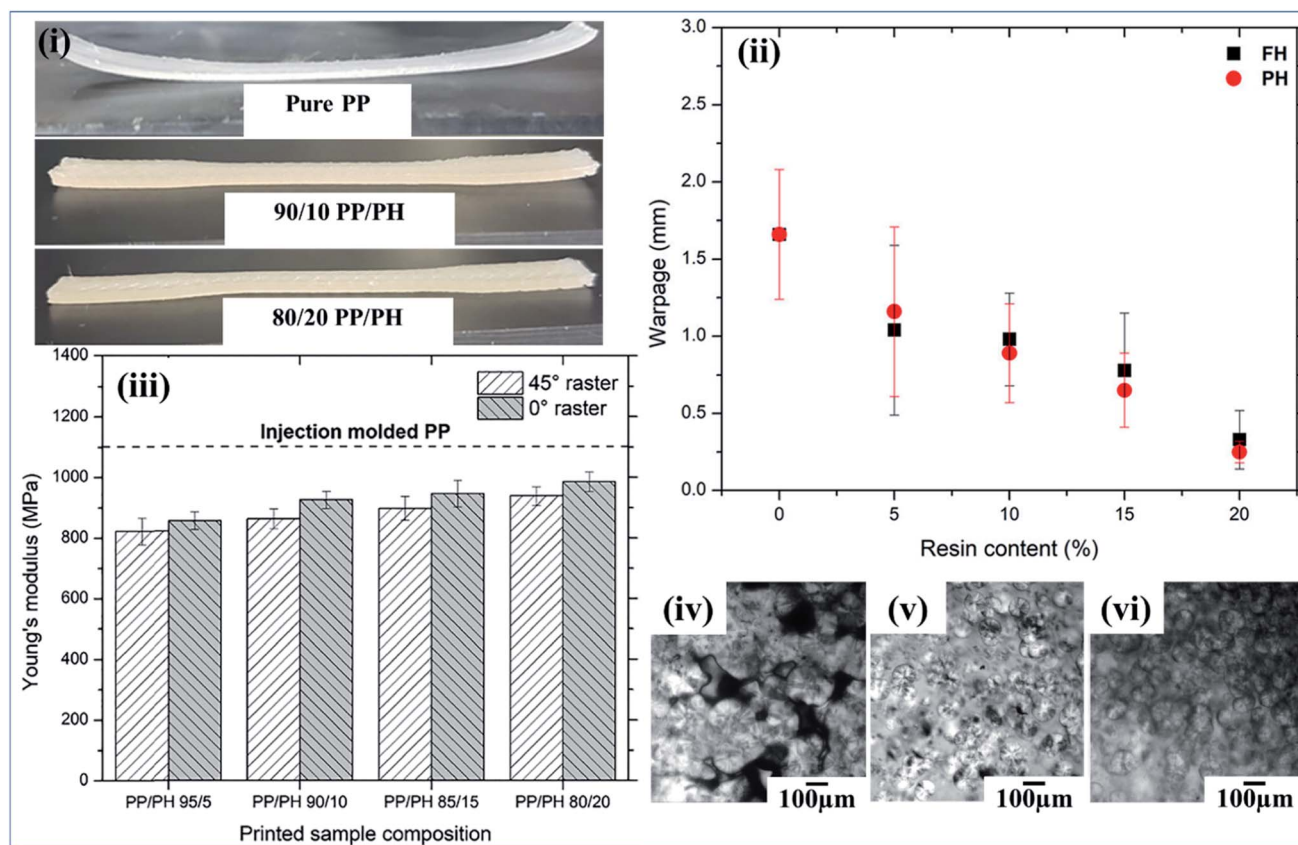 (i)
Pure PP
90/10 PP/PH
80/20 PP/PH
(ii)
3.0
2.5
2.0
1.5
1.0
0.5
0.0
Warpage (mm)
FH
PH
0
5
10
15
20
Resin content (%)
(iii)
1400
1200
1000
800
600
400
200
0
Young's modulus (MPa)
45° raster
0° raster
Injection molded PP
PP/PH 95/5
PP/PH 90/10
PP/PH 85/15
PP/PH 80/20
Printed sample composition
(iv)
100μm
(v)
100μm
(vi)
100μm